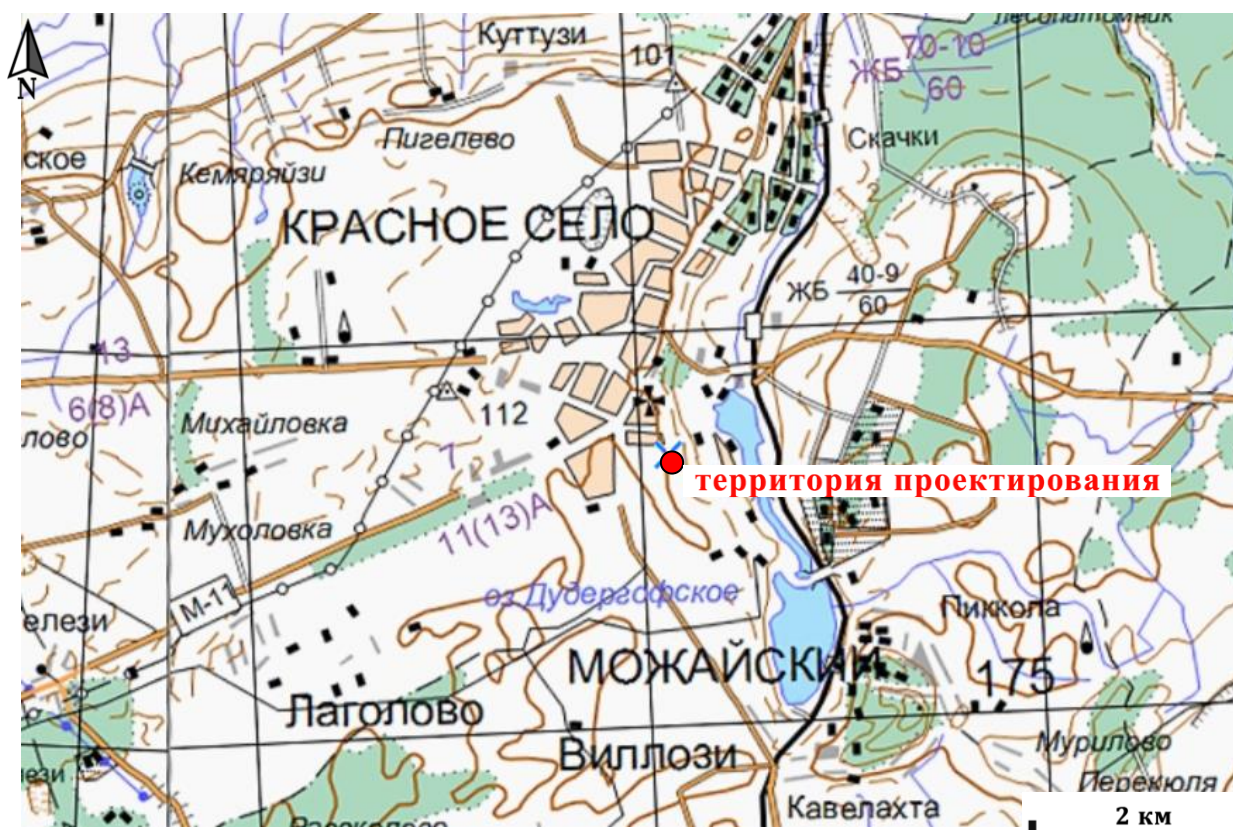 Куттузи
101
лесопитомник
ЖБ 70-10
60
N
Пигелево
Скачки
ское
Кемяряйзи
КРАСНОЕ СЕЛО
ЖБ 40-9
60
13
6(8)А
лово
Михайловка
112
7
территория проектирования
Мухоловка
11(13)А
М-11
оз Дудергофское
елези
Пиккола
МОЖАЙСКИЙ
175
Лаголово
Виллози
Мурилово
Перекюля
Кавелахта
2 км